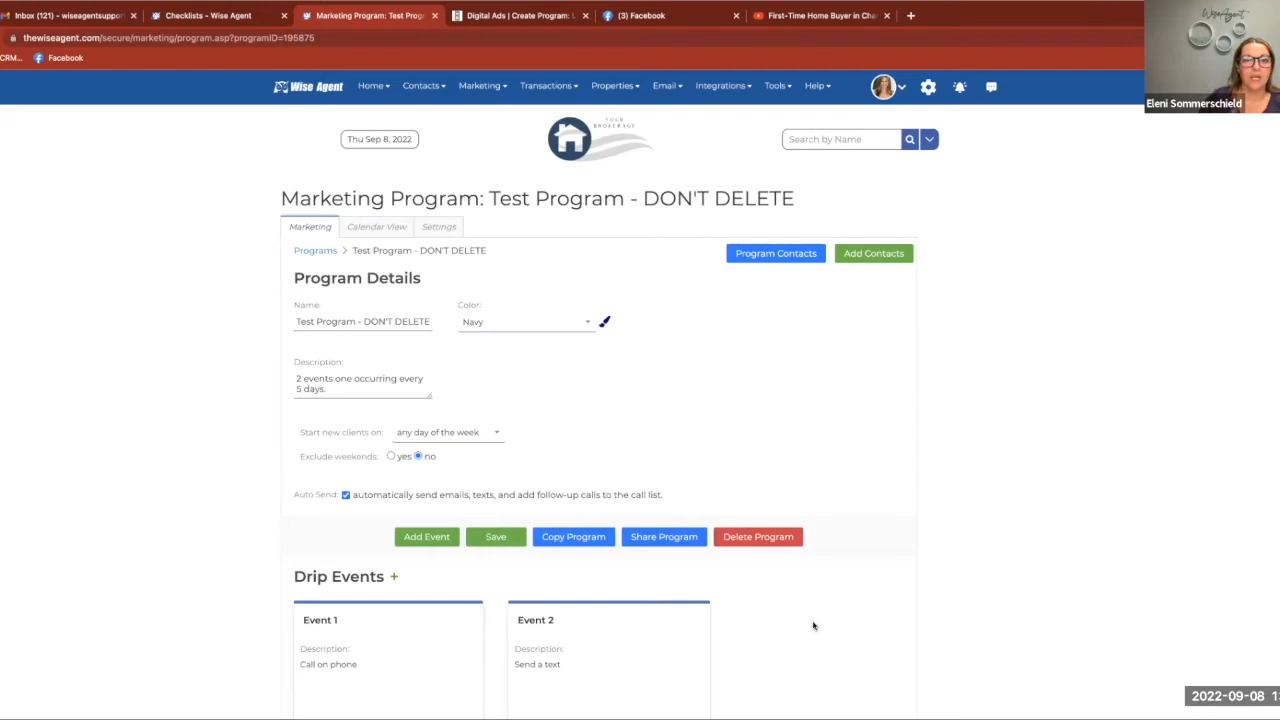 Inbox (121) - wiseagentsuppor
Checklists - Wise Agent
Marketing Program: Test Prog
Digital Ads | Create Program: L
(3) Facebook
First-Time Home Buyer in Cha
thewiseagent.com/secure/marketing/program.asp?programID=195875
CRM...
Facebook
WiseAgent
Eleni Sommerschield
Wise Agent
Home
Contacts
Marketing
Transactions
Properties
Email
Integrations
Tools
Help
Thu Sep 8, 2022
YOUR
BROKERAGE
Search by Name
Marketing Program: Test Program - DON'T DELETE
Marketing
Calendar View
Settings
Programs > Test Program - DON'T DELETE
Program Contacts
Add Contacts
Program Details
Name:
Color:
Test Program - DON'T DELETE
Navy
Description:
2 events one occurring every
5 days.
Start new clients on: any day of the week
Exclude weekends: yes no
Auto Send: automatically send emails, texts, and add follow-up calls to the call list.
Add Event
Save
Copy Program
Share Program
Delete Program
Drip Events +
Event 1
Event 2
Description:
Description:
Call on phone
Send a text
2022-09-08